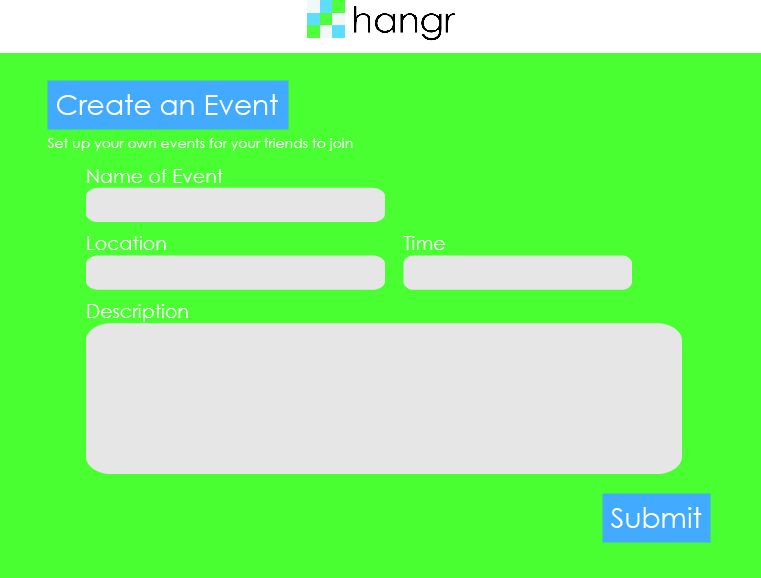 hangr
Create an Event
Set up your own events for your friends to join
Name of Event
Location
Time
Description
Submit